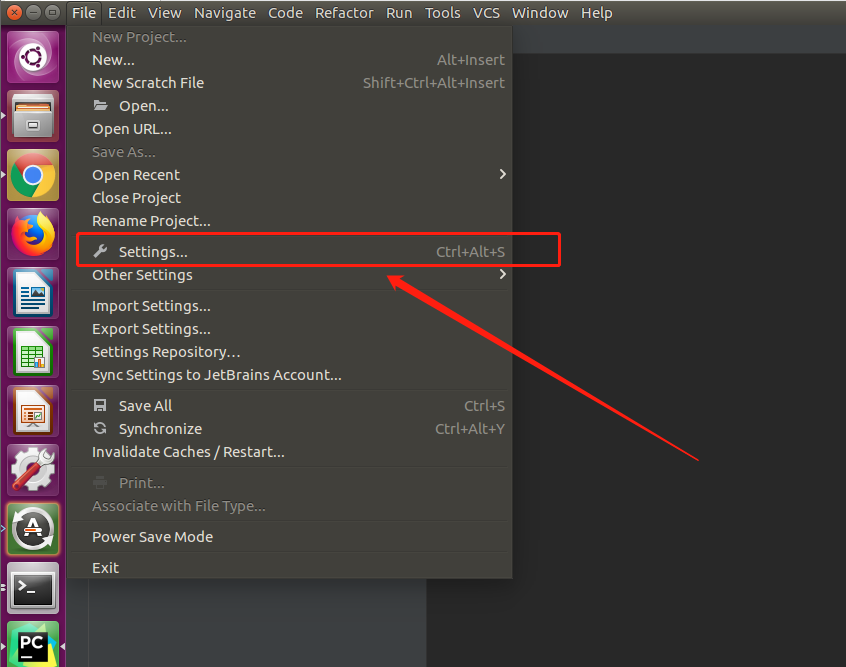 File Edit View Navigate Code Refactor Run Tools VCS Window Help
New Project...
New... Alt+Insert
New Scratch File Shift+Ctrl+Alt+Insert
Open...
Open URL...
Save As...
Open Recent
Close Project
Rename Project...
Settings... Ctrl+Alt+S
Other Settings
Import Settings...
Export Settings...
Settings Repository...
Sync Settings to JetBrains Account...
Save All Ctrl+S
Synchronize Ctrl+Alt+Y
Invalidate Caches / Restart...
Print...
Associate with File Type...
Power Save Mode
Exit
A
>_
PC